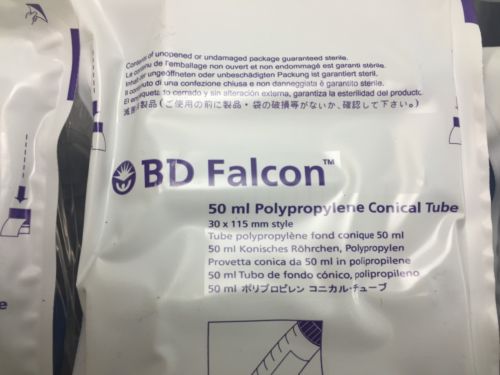 Contents of unopened or undamaged package guaranteed sterile.
Le contenu de l'emballage non ouvert et non endommagé est garanti stérile.
Inhalt der ungeöffneten oder unbeschädigten Packung ist garantiert steril.
Il contenuto di una confezione chiusa e non danneggiata è garantito sterile.
El empaquetado cerrado y sin alteración externa, garantiza la esterilidad del producto.
滅菌製品(ご使用の前に製品・袋の破損等がないか、確認して下さい。)
BD Falcon™
50 ml Polypropylene Conical Tube
30 x 115 mm style
Tube polypropylène fond conique 50 ml
50 ml Konisches Röhrchen, Polypropylen
Provetta conica da 50 ml in polipropilene
50 ml Tubo de fondo cónico, polipropileno
50 ml ポリプロピレン コニカル・チューブ